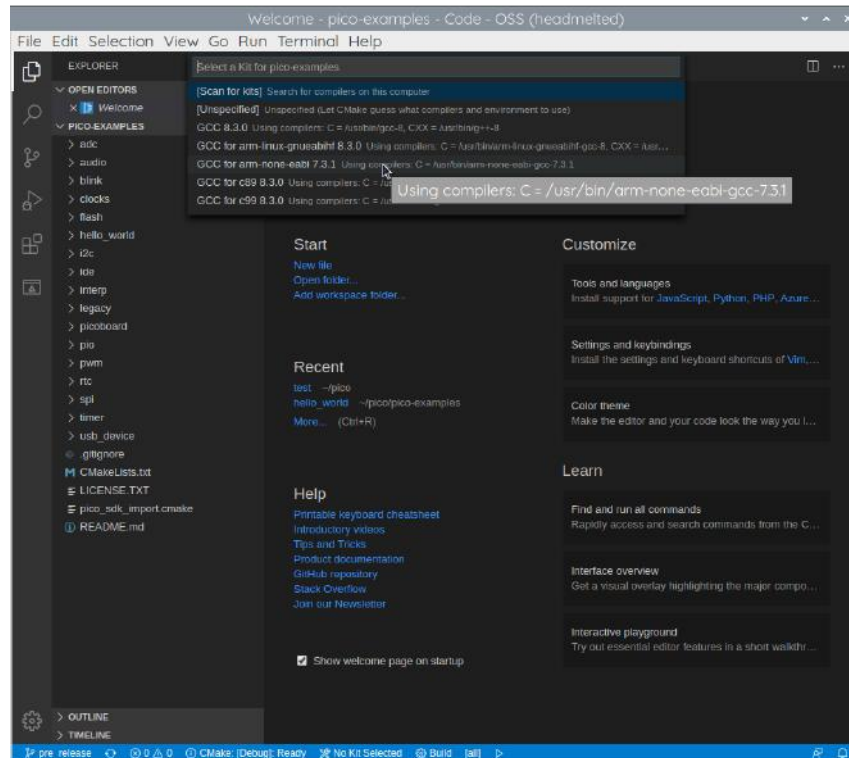 Welcome - pico-examples - Code - OSS (headmelted)
File Edit Selection View Go Run Terminal Help
EXPLORER
Select a Kit for pico-examples
OPEN EDITORS
[Scan for kits] Search for compilers on this computer
Welcome
[Unspecified] Unspecified (Let CMake guess what compilers and environment to use)
PICO-EXAMPLES
GCC 8.3.0 Using compilers: C = /usr/bin/gcc-8, CXX = /usr/bin/g++-8
adc
GCC for arm-linux-gnueabihf 8.3.0 Using compilers: C = /usr/bin/arm-linux-gnueabihf-gcc-8, CXX = /usr...
audio
GCC for arm-none-eabi 7.3.1 Using compilers: C = /usr/bin/arm-none-eabi-gcc-7.3.1
blink
GCC for c89 8.3.0 Using compilers: C = /us
Using compilers: C = /usr/bin/arm-none-eabi-gcc-7.3.1
clocks
GCC for c99 8.3.0 Using compilers: C =
flash
hello_world
i2c
ide
interp
legacy
picoboard
pio
pwm
rtc
spi
timer
usb_device
.gitignore
CMakeLists.txt
LICENSE.TXT
pico_sdk_import.cmake
README.md
Start
New file
Open folder...
Add workspace folder...
Recent
test ~/pico
hello_world ~/pico/pico-examples
More... (Ctrl+R)
Help
Printable keyboard cheatsheet
Introductory videos
Tips and Tricks
Product documentation
GitHub repository
Stack Overflow
Join our Newsletter
Show welcome page on startup
Customize
Tools and languages
Install support for JavaScript, Python, PHP, Azure...
Settings and keybindings
Install the settings and keyboard shortcuts of Vim,...
Color theme
Make the editor and your code look the way you l...
Learn
Find and run all commands
Rapidly access and search commands from the C...
Interface overview
Get a visual overlay highlighting the major compo...
Interactive playground
Try out essential editor features in a short walkthr...
OUTLINE
TIMELINE
pre_release 0 0 CMake: [Debug]: Ready No Kit Selected Build [all]